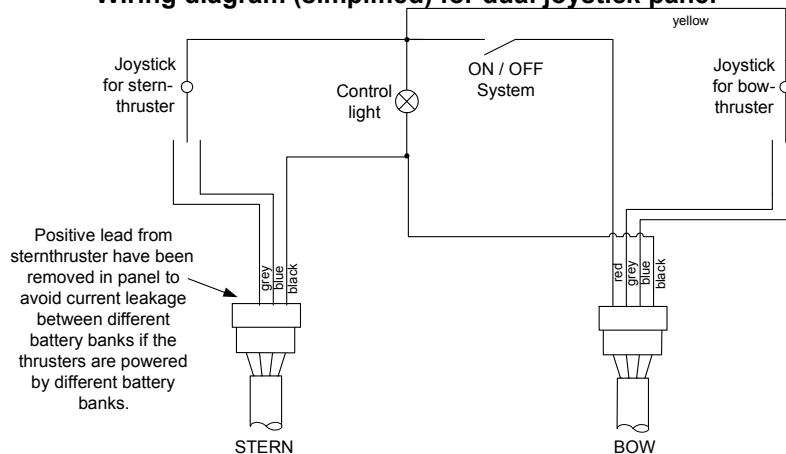 Wiring diagram (simplified) for dual joystick panel
yellow
Joystick
for stern-
thruster
Control
light
ON / OFF
System
Joystick
for bow-
thruster
Positive lead from
sternthruster have been
removed in panel to
avoid current leakage
between different
battery banks if the
thrusters are powered
by different battery
banks.
grey
blue
black
red
grey
blue
black
STERN
BOW